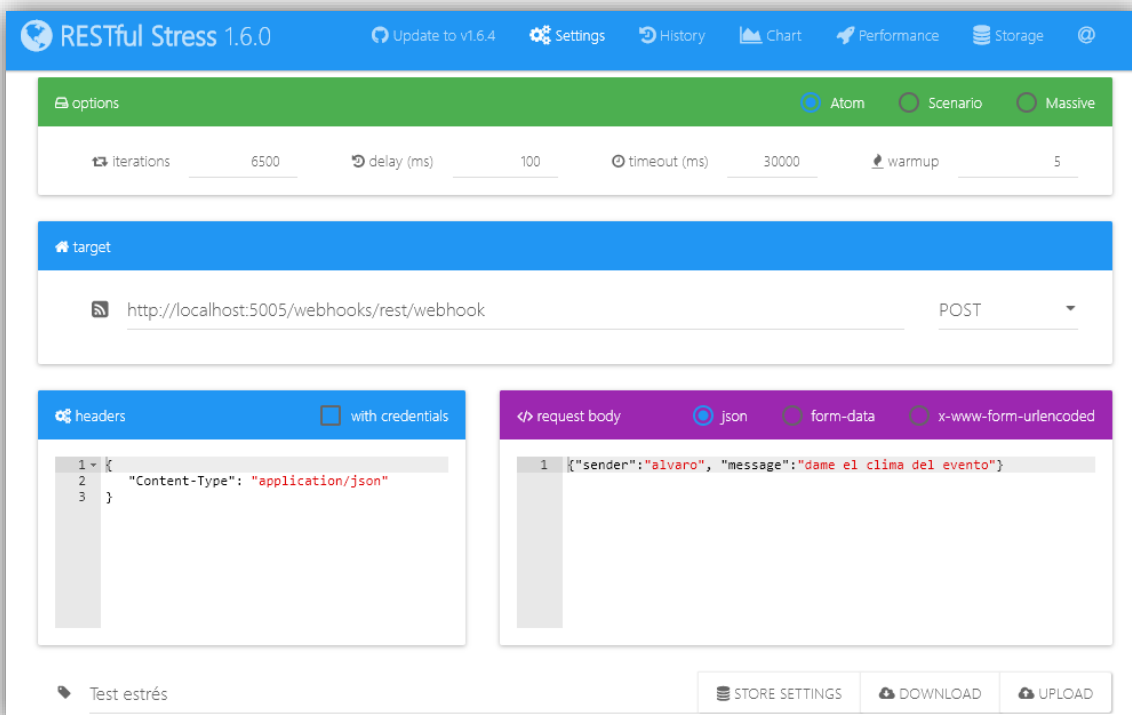 RESTful Stress 1.6.0 Update to v1.6.4 Settings History Chart Performance Storage @
options Atom Scenario Massive
iterations 6500 delay (ms) 100 timeout (ms) 30000 warmup 5
target
http://localhost:5005/webhooks/rest/webhook POST
headers with credentials
1 {
2 "Content-Type": "application/json"
3 }
</> request body json form-data x-www-form-urlencoded
1 {"sender":"alvaro", "message":"dame el clima del evento"}
Test estrés STORE SETTINGS DOWNLOAD UPLOAD